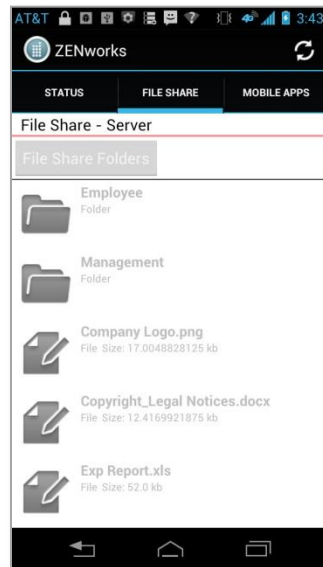 AT&T 4G 3:43
ZENworks
STATUS FILE SHARE MOBILE APPS
File Share - Server
File Share Folders
Employee
Folder
Management
Folder
Company Logo.png
File Size: 17.0048828125 kb
Copyright_Legal Notices.docx
File Size: 12.4169921875 kb
Exp Report.xls
File Size: 52.0 kb